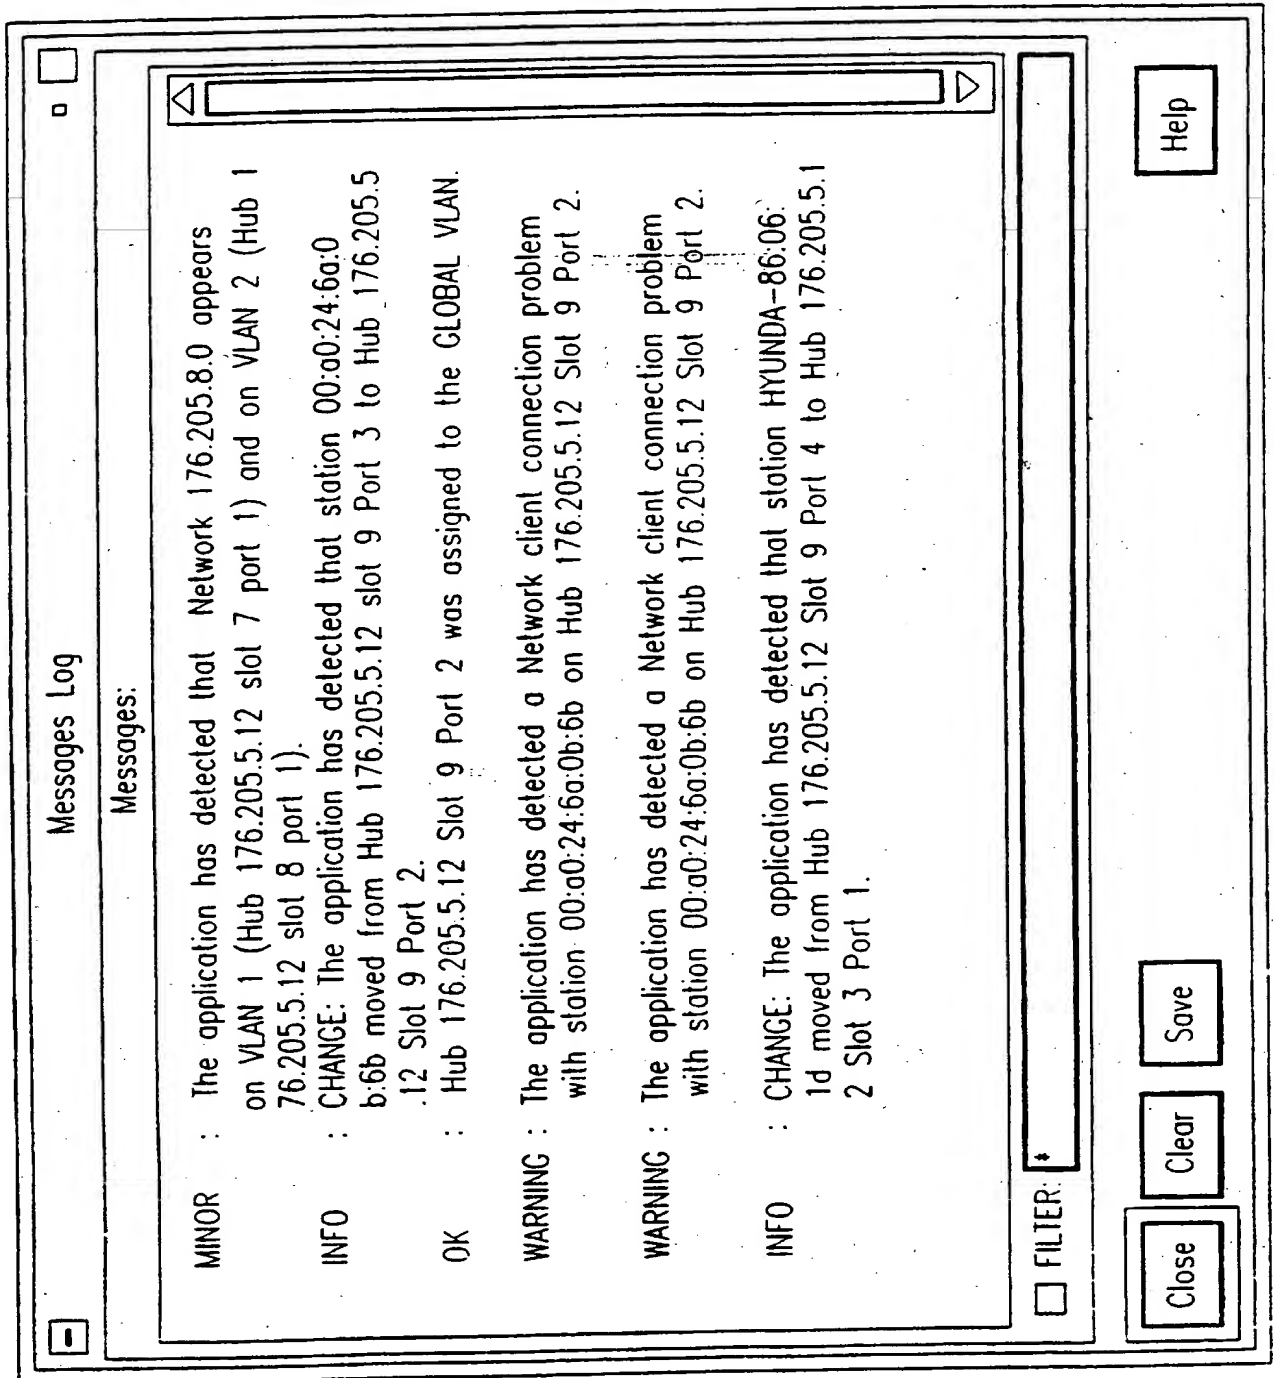 Messages Log
Messages:
MINOR : The application has detected that Network 176.205.8.0 appears
on VLAN 1 (Hub 176.205.5.12 slot 7 port 1) and on VLAN 2 (Hub 1
76.205.5.12 slot 8 port 1).
INFO : CHANGE: The application has detected that station 00:a0:24:6a:0
b:6b moved from Hub 176.205.5.12 slot 9 Port 3 to Hub 176.205.5
.12 Slot 9 Port 2.
OK : Hub 176.205.5.12 Slot 9 Port 2 was assigned to the GLOBAL VLAN.
WARNING : The application has detected a Network client connection problem
with station 00:a0:24:6a:0b:6b on Hub 176.205.5.12 Slot 9 Port 2.
WARNING : The application has detected a Network client connection problem
with station 00:a0:24:6a:0b:6b on Hub 176.205.5.12 Slot 9 Port 2.
INFO : CHANGE: The application has detected that station HYUNDA-86:06:
1d moved from Hub 176.205.5.12 Slot 9 Port 4 to Hub 176.205.5.1
2 Slot 3 Port 1.
FILTER: *
Close Clear Save Help